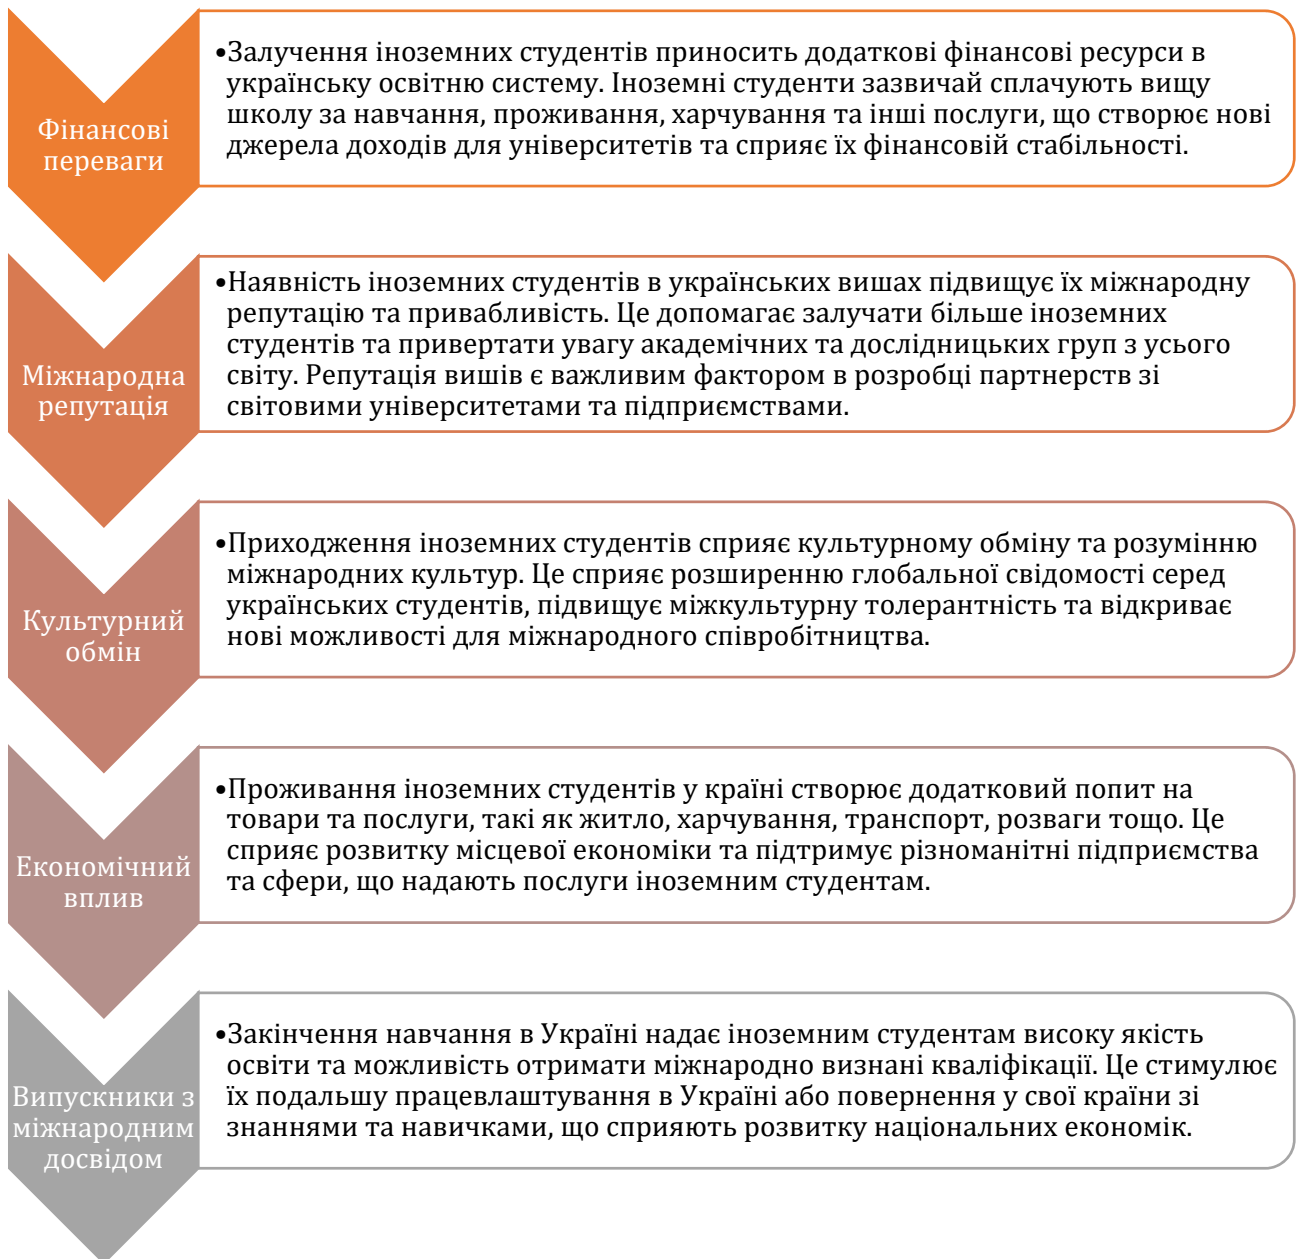 Фінансові
переваги
•Залучення іноземних студентів приносить додаткові фінансові ресурси в
українську освітню систему. Іноземні студенти зазвичай сплачують вищу
школу за навчання, проживання, харчування та інші послуги, що створює нові
джерела доходів для університетів та сприяє їх фінансовій стабільності.
Міжнародна
репутація
•Наявність іноземних студентів в українських вишах підвищує їх міжнародну
репутацію та привабливість. Це допомагає залучати більше іноземних
студентів та привертати увагу академічних та дослідницьких груп з усього
світу. Репутація вишів є важливим фактором в розробці партнерств зі
світовими університетами та підприємствами.
Культурний
обмін
•Приходження іноземних студентів сприяє культурному обміну та розумінню
міжнародних культур. Це сприяє розширенню глобальної свідомості серед
українських студентів, підвищує міжкультурну толерантність та відкриває
нові можливості для міжнародного співробітництва.
Економічний
вплив
•Проживання іноземних студентів у країні створює додатковий попит на
товари та послуги, такі як житло, харчування, транспорт, розваги тощо. Це
сприяє розвитку місцевої економіки та підтримує різноманітні підприємства
та сфери, що надають послуги іноземним студентам.
Випускники з
міжнародним
досвідом
•Закінчення навчання в Україні надає іноземним студентам високу якість
освіти та можливість отримати міжнародно визнані кваліфікації. Це стимулює
їх подальшу працевлаштування в Україні або повернення у свої країни зі
знаннями та навичками, що сприяють розвитку національних економік.